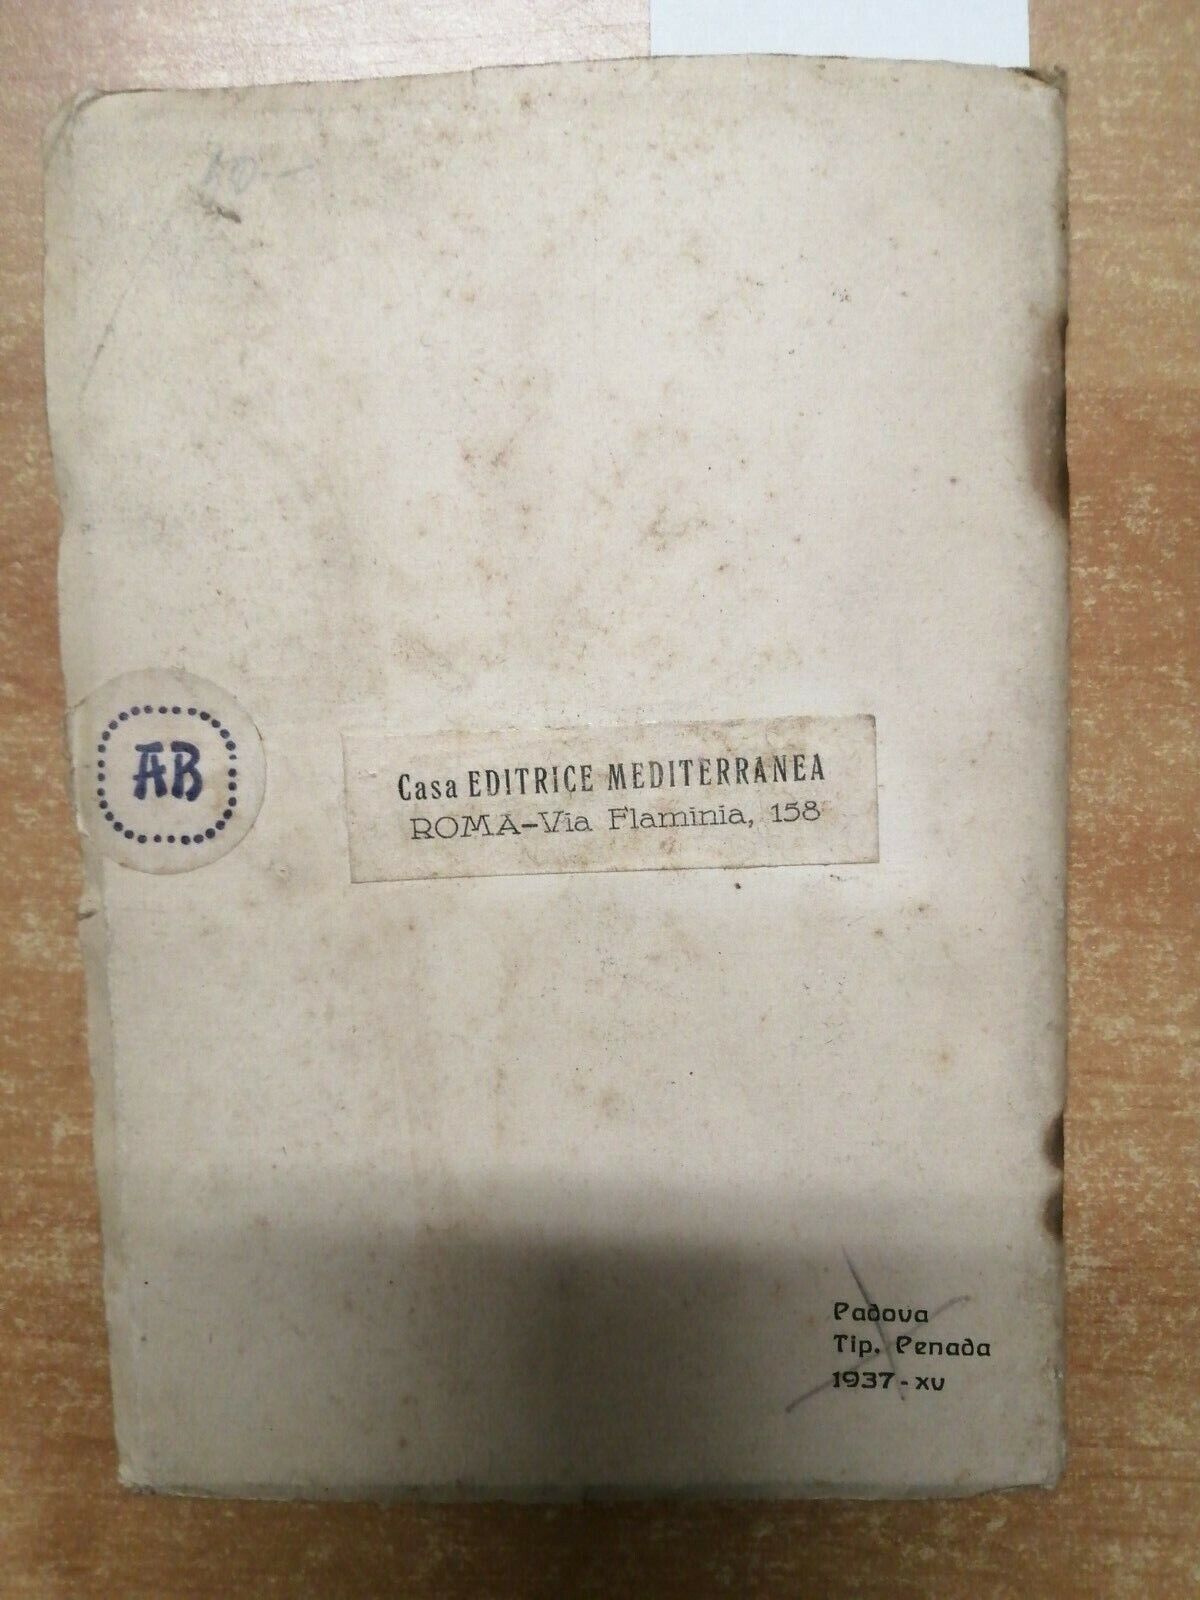 AB
Casa EDITRICE MEDITERRANEA
ROMA-Via Flaminia, 158
Padova
Tip. Penada
1937 - XV